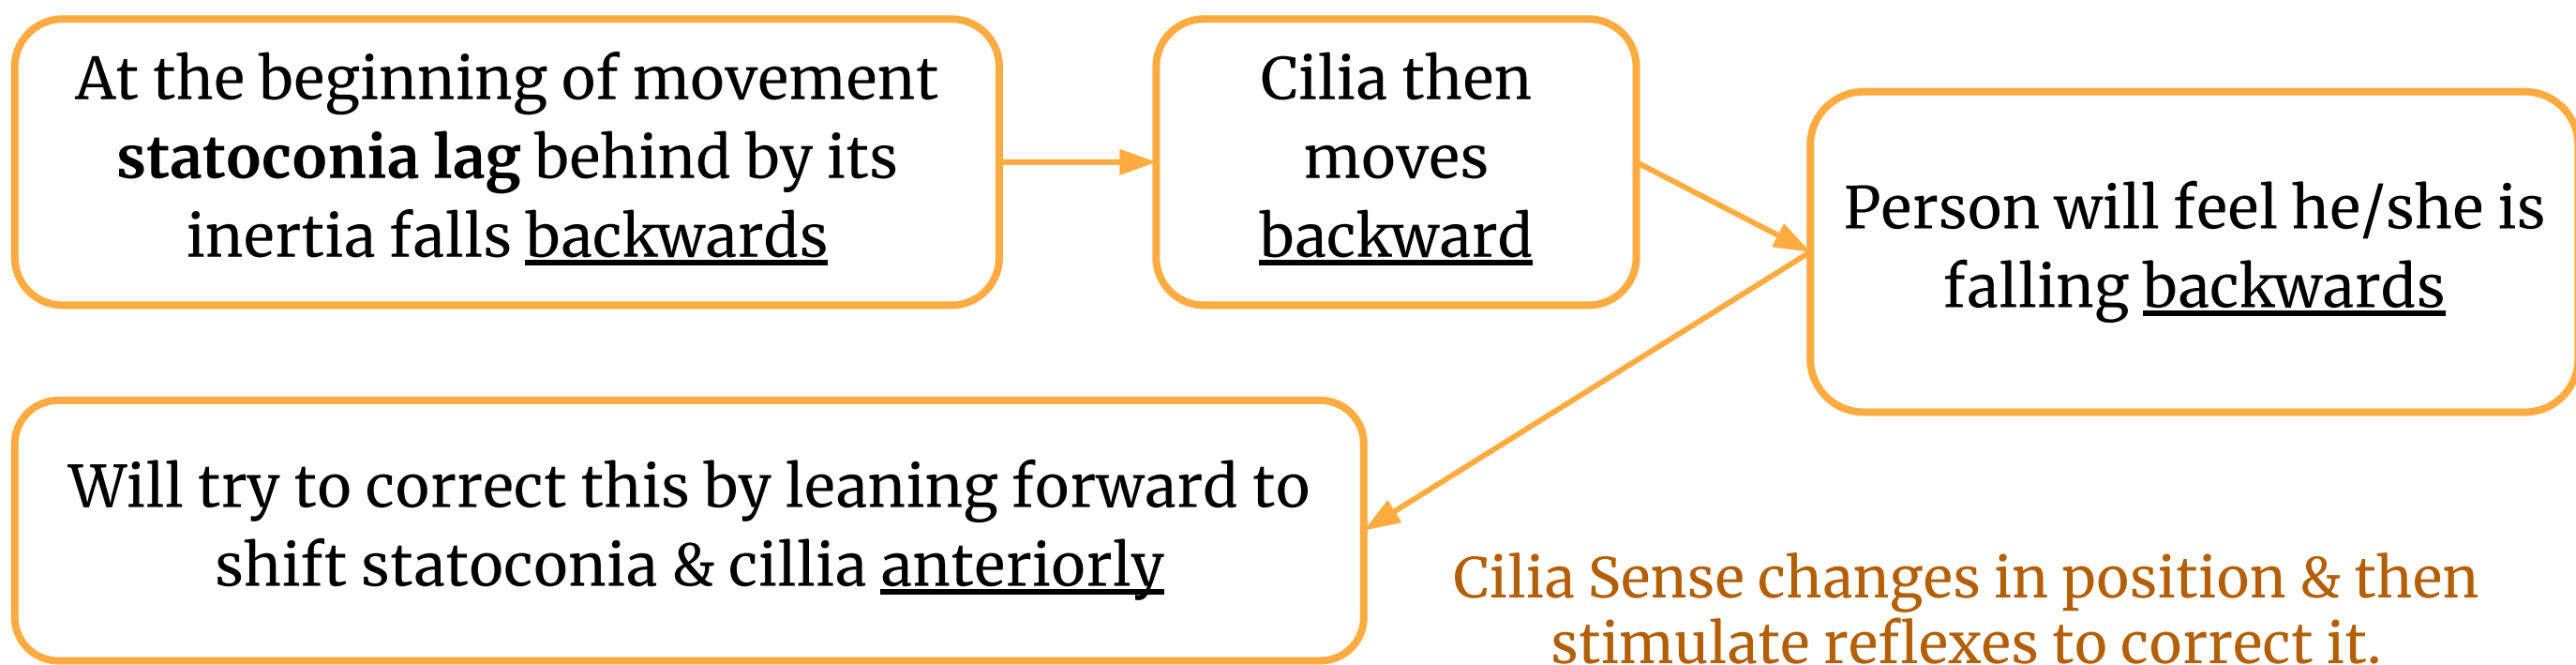 At the beginning of movement
statoconia lag behind by its
inertia falls backwards
Cilia then
moves
backward
Person will feel he/she is
falling backwards
Will try to correct this by leaning forward to
shift statoconia & cillia anteriorly
Cilia Sense changes in position & then
stimulate reflexes to correct it.